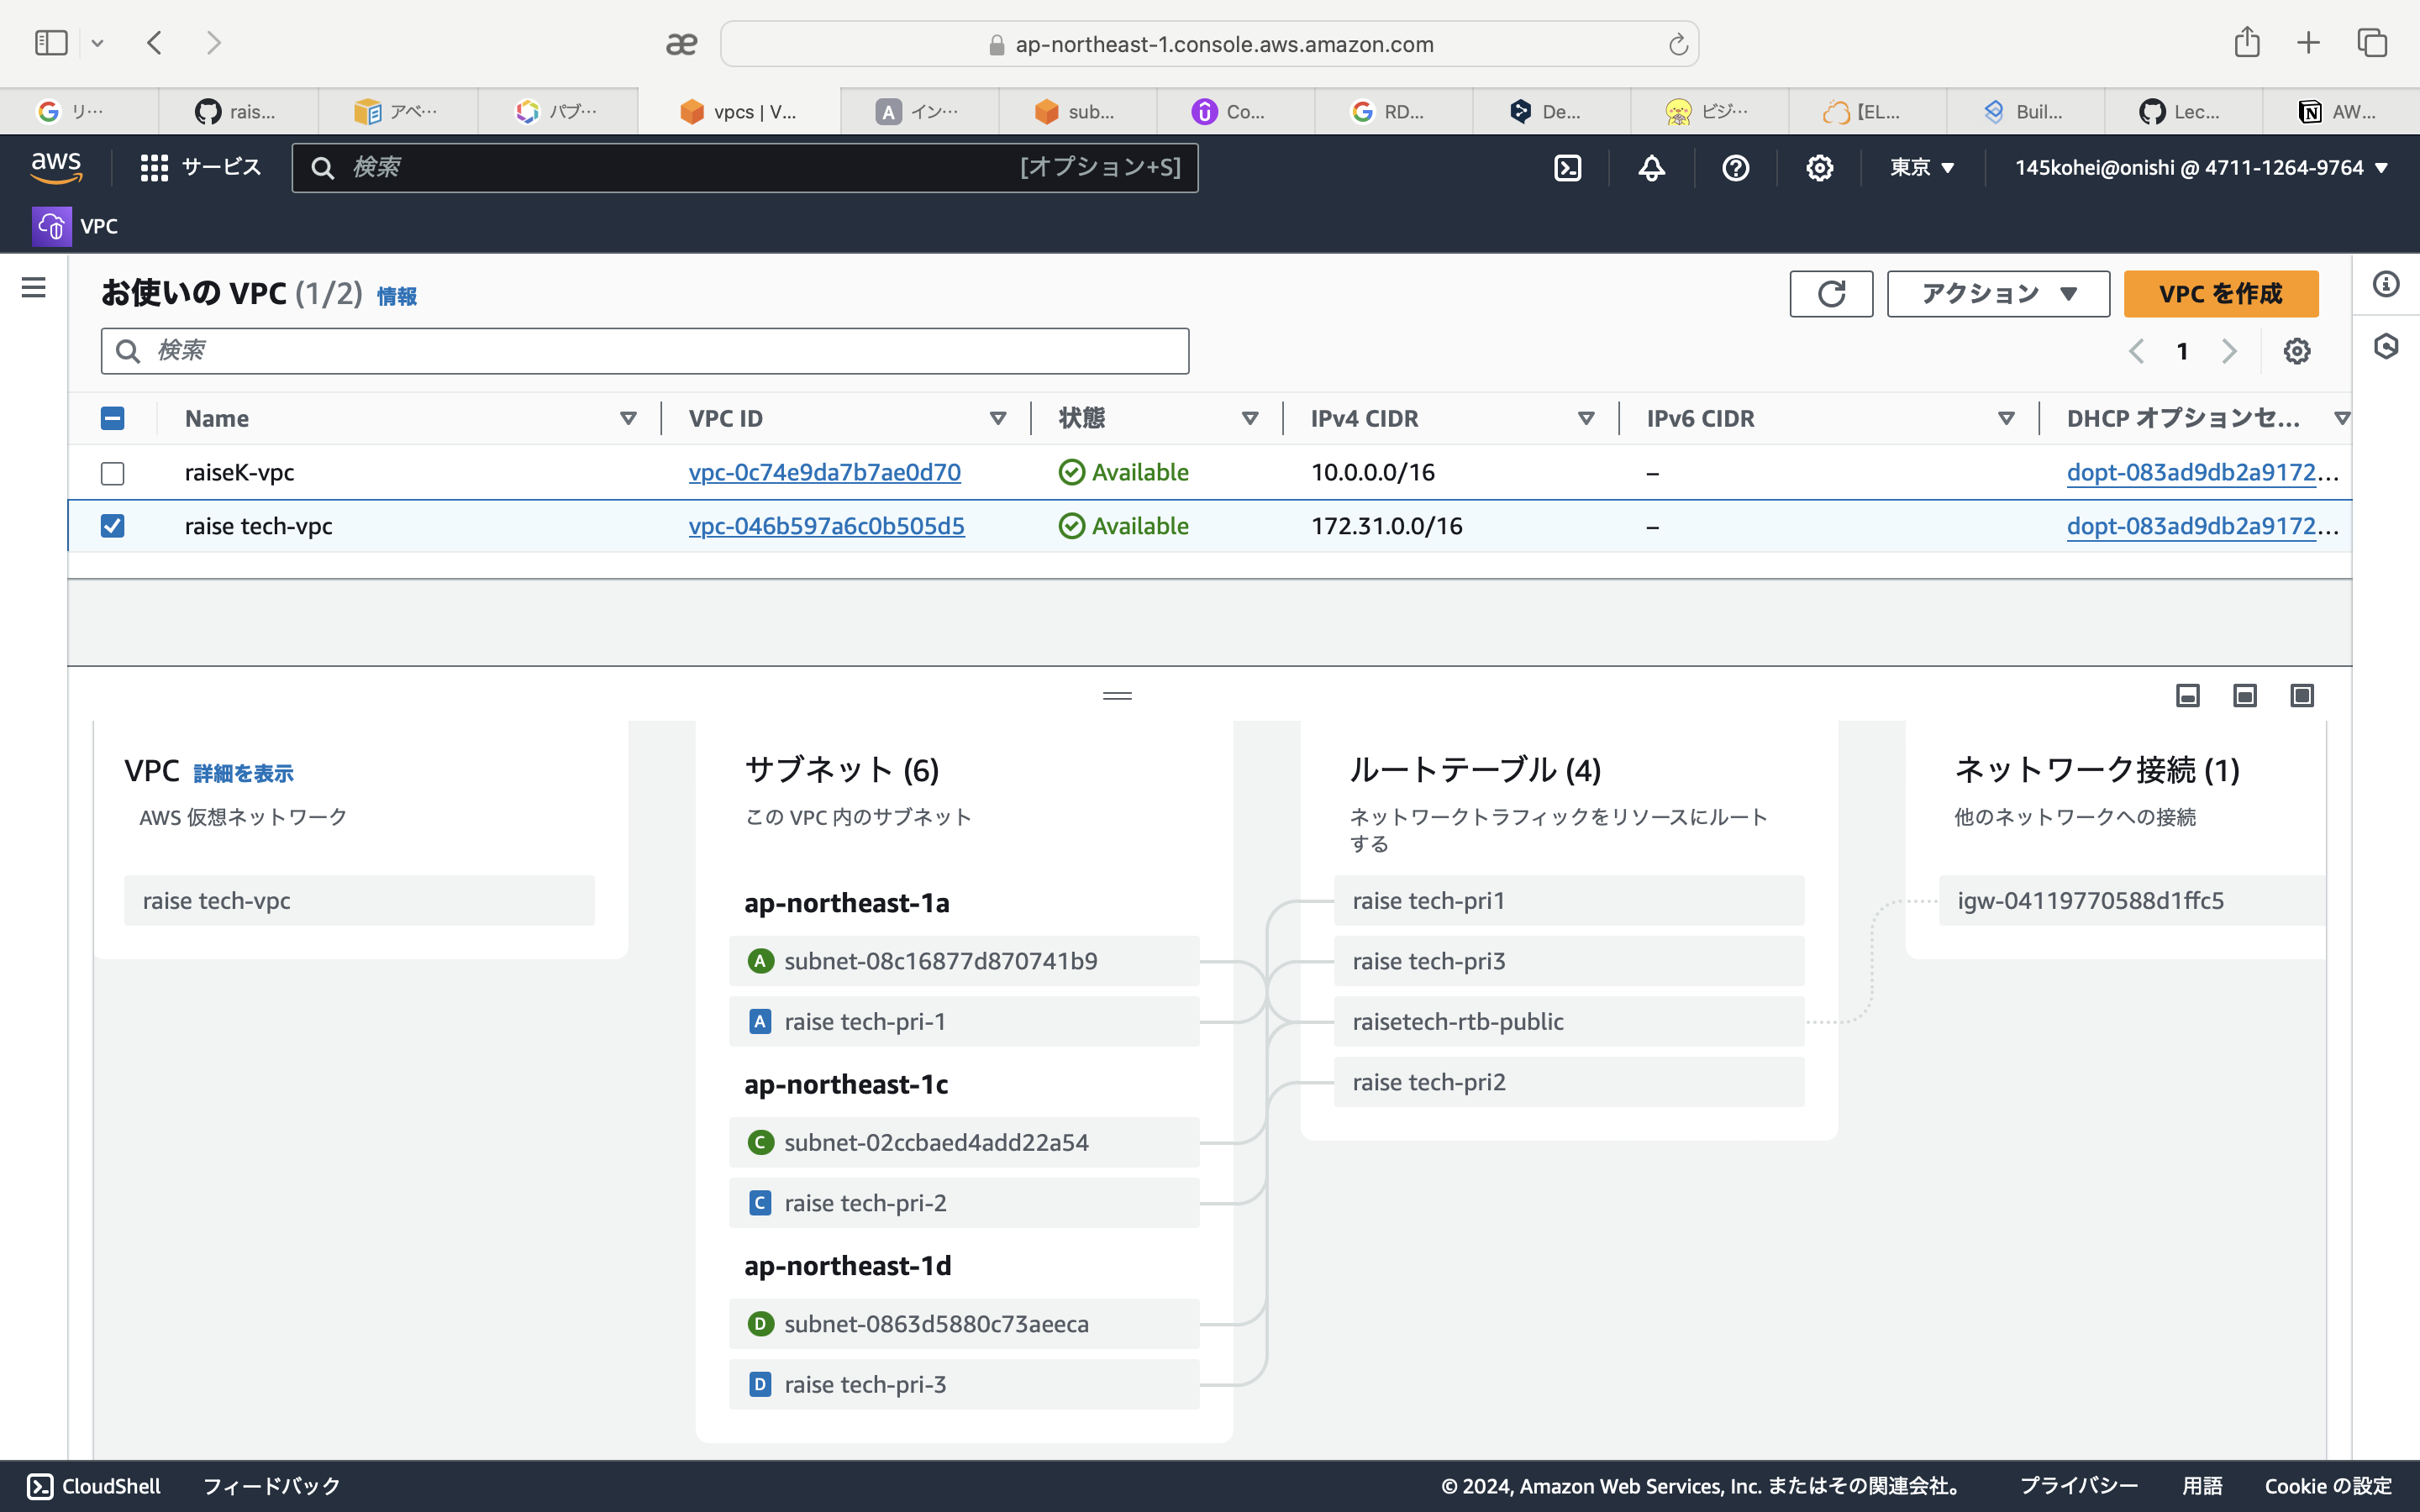 æ
ap-northeast-1.console.aws.amazon.com
リ…
rais...
アベ…
パブ…
vpcs | V...
A
イン…
sub...
Co...
RD...
De...
ビジ…
【EL...
Buil...
Lec...
AW...
aws
サービス
検索
[オプション+S]
東京
145kohei@onishi @ 4711-1264-9764
VPC
お使いの VPC (1/2) 情報
アクション
VPC を作成
検索
1
Name VPC ID 状態 IPv4 CIDR IPv6 CIDR DHCP オプションセ...
raiseK-vpc vpc-0c74e9da7b7ae0d70 Available 10.0.0.0/16 – dopt-083ad9db2a9172...
raise tech-vpc vpc-046b597a6c0b505d5 Available 172.31.0.0/16 – dopt-083ad9db2a9172...
VPC 詳細を表示
AWS 仮想ネットワーク
raise tech-vpc
サブネット (6)
この VPC 内のサブネット
ap-northeast-1a
A subnet-08c16877d870741b9
A raise tech-pri-1
ap-northeast-1c
C subnet-02ccbaed4add22a54
C raise tech-pri-2
ap-northeast-1d
D subnet-0863d5880c73aeeca
D raise tech-pri-3
ルートテーブル (4)
ネットワークトラフィックをリソースにルート
する
raise tech-pri1
raise tech-pri3
raisetech-rtb-public
raise tech-pri2
ネットワーク接続 (1)
他のネットワークへの接続
igw-04119770588d1ffc5
CloudShell
フィードバック
© 2024, Amazon Web Services, Inc. またはその関連会社。
プライバシー
用語
Cookie の設定